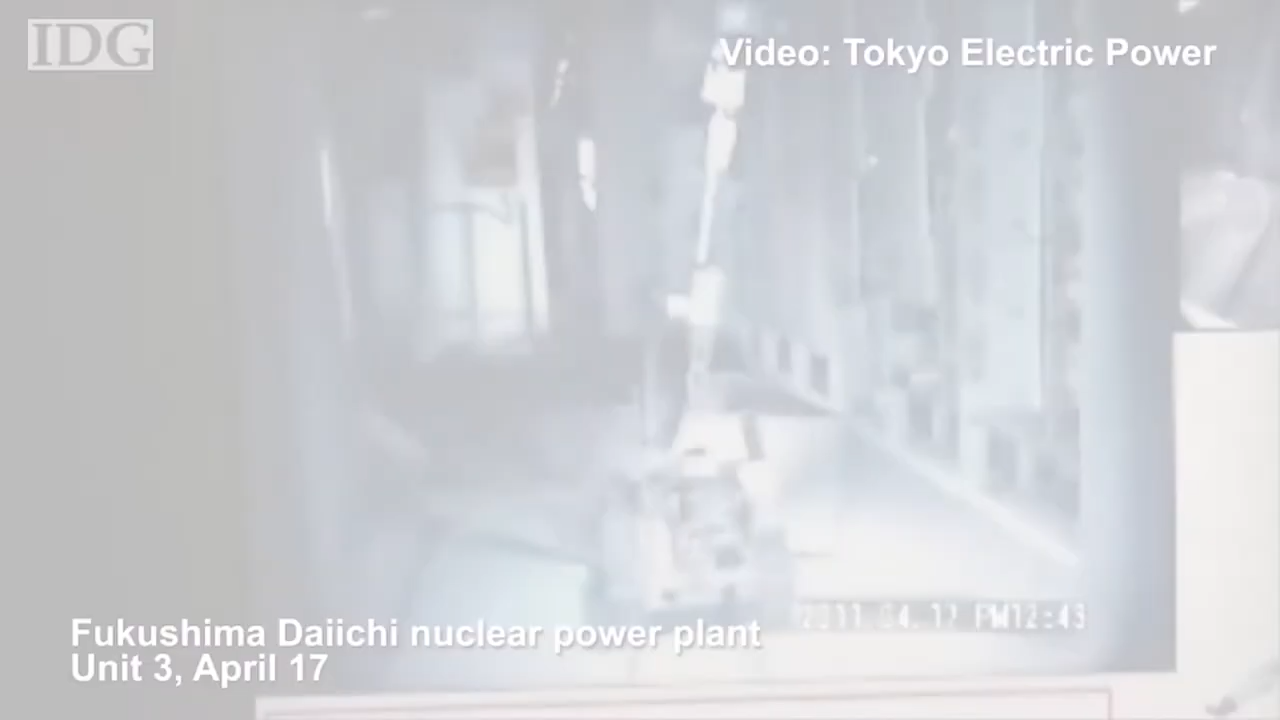 IDG
Video: Tokyo Electric Power
2011.04.17 PM12:43
Fukushima Daiichi nuclear power plant
Unit 3, April 17